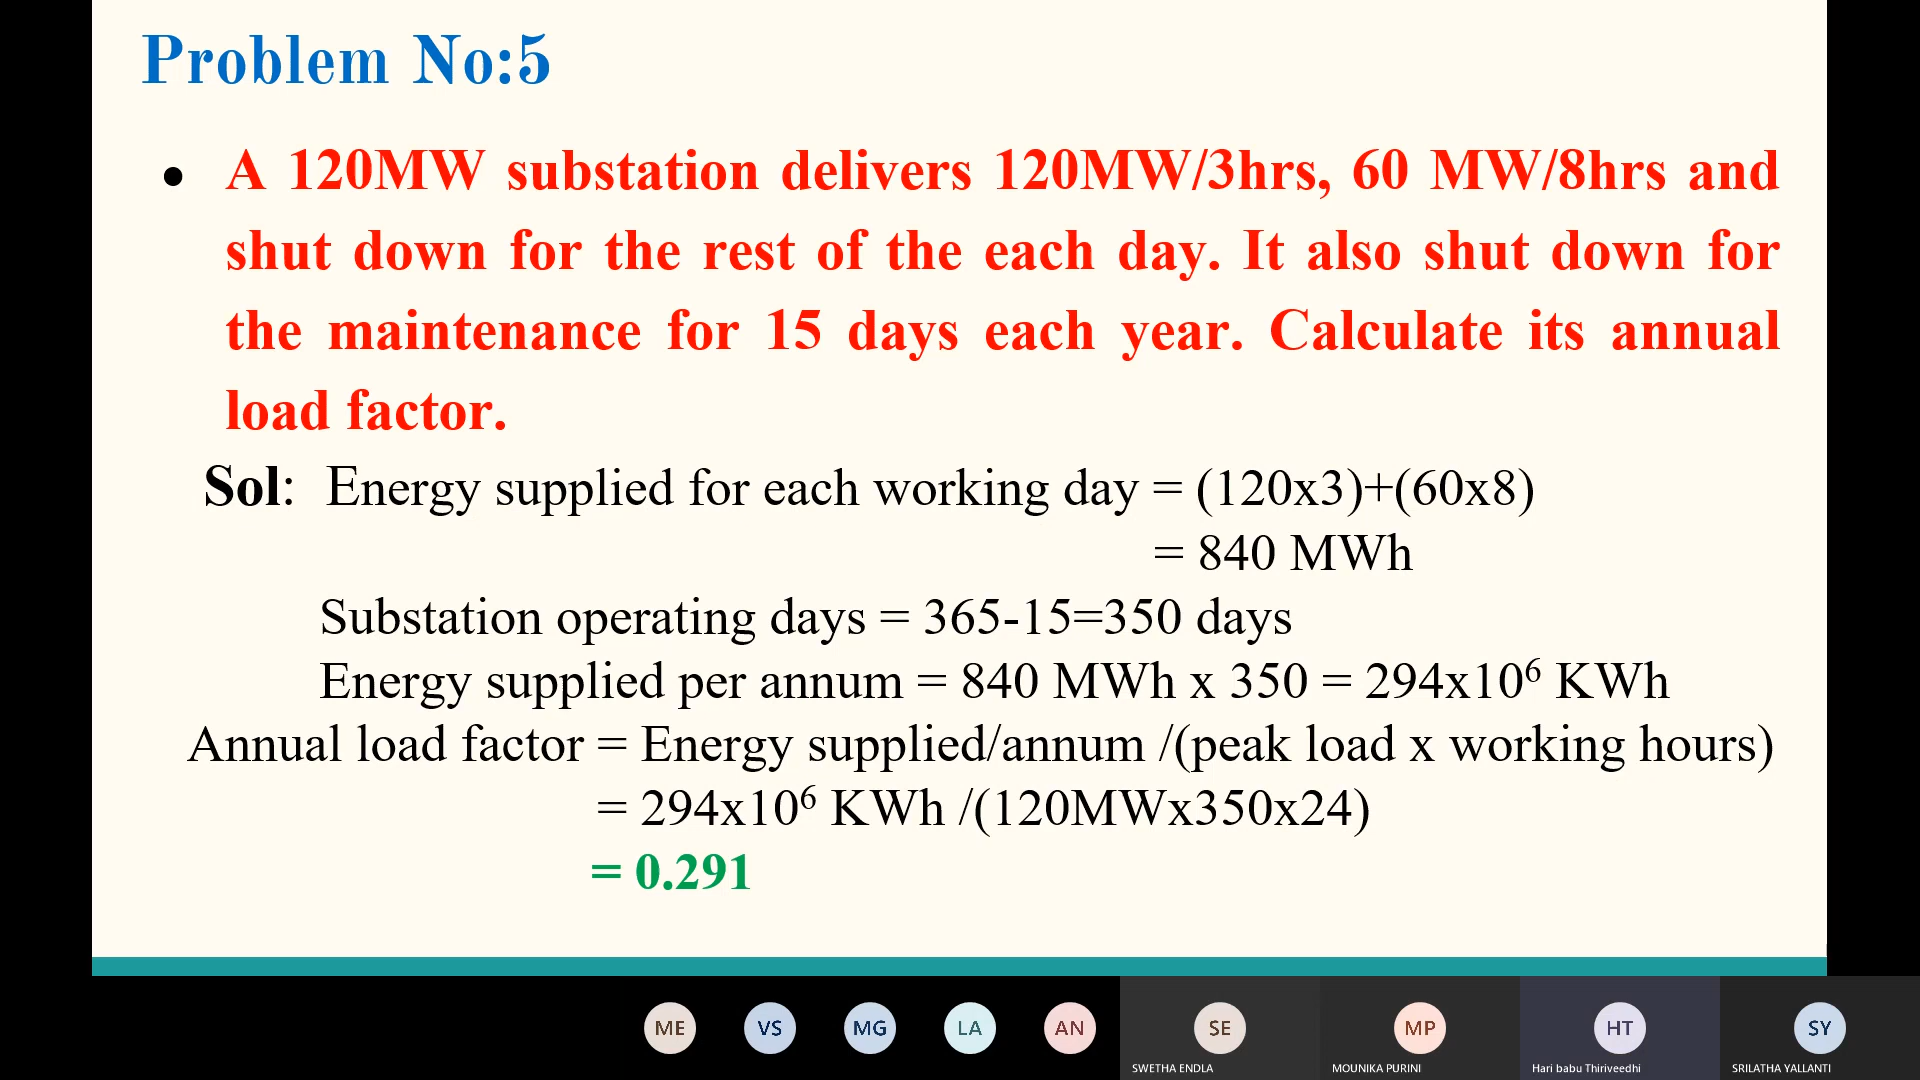 Problem No:5
• A 120MW substation delivers 120MW/3hrs, 60 MW/8hrs and
shut down for the rest of the each day. It also shut down for
the maintenance for 15 days each year. Calculate its annual
load factor.
Sol: Energy supplied for each working day = (120x3)+(60x8)
= 840 MWh
Substation operating days = 365-15=350 days
Energy supplied per annum = 840 MWh x 350 = 294x10⁶ KWh
Annual load factor = Energy supplied/annum /(peak load x working hours)
= 294x10⁶ KWh /(120MWx350x24)
= 0.291
ME VS MG LA AN SE MP HT SY
SWETHA ENDLA MOUNIKA PURINI Hari babu Thiriveedhi SRILATHA YALLANTI